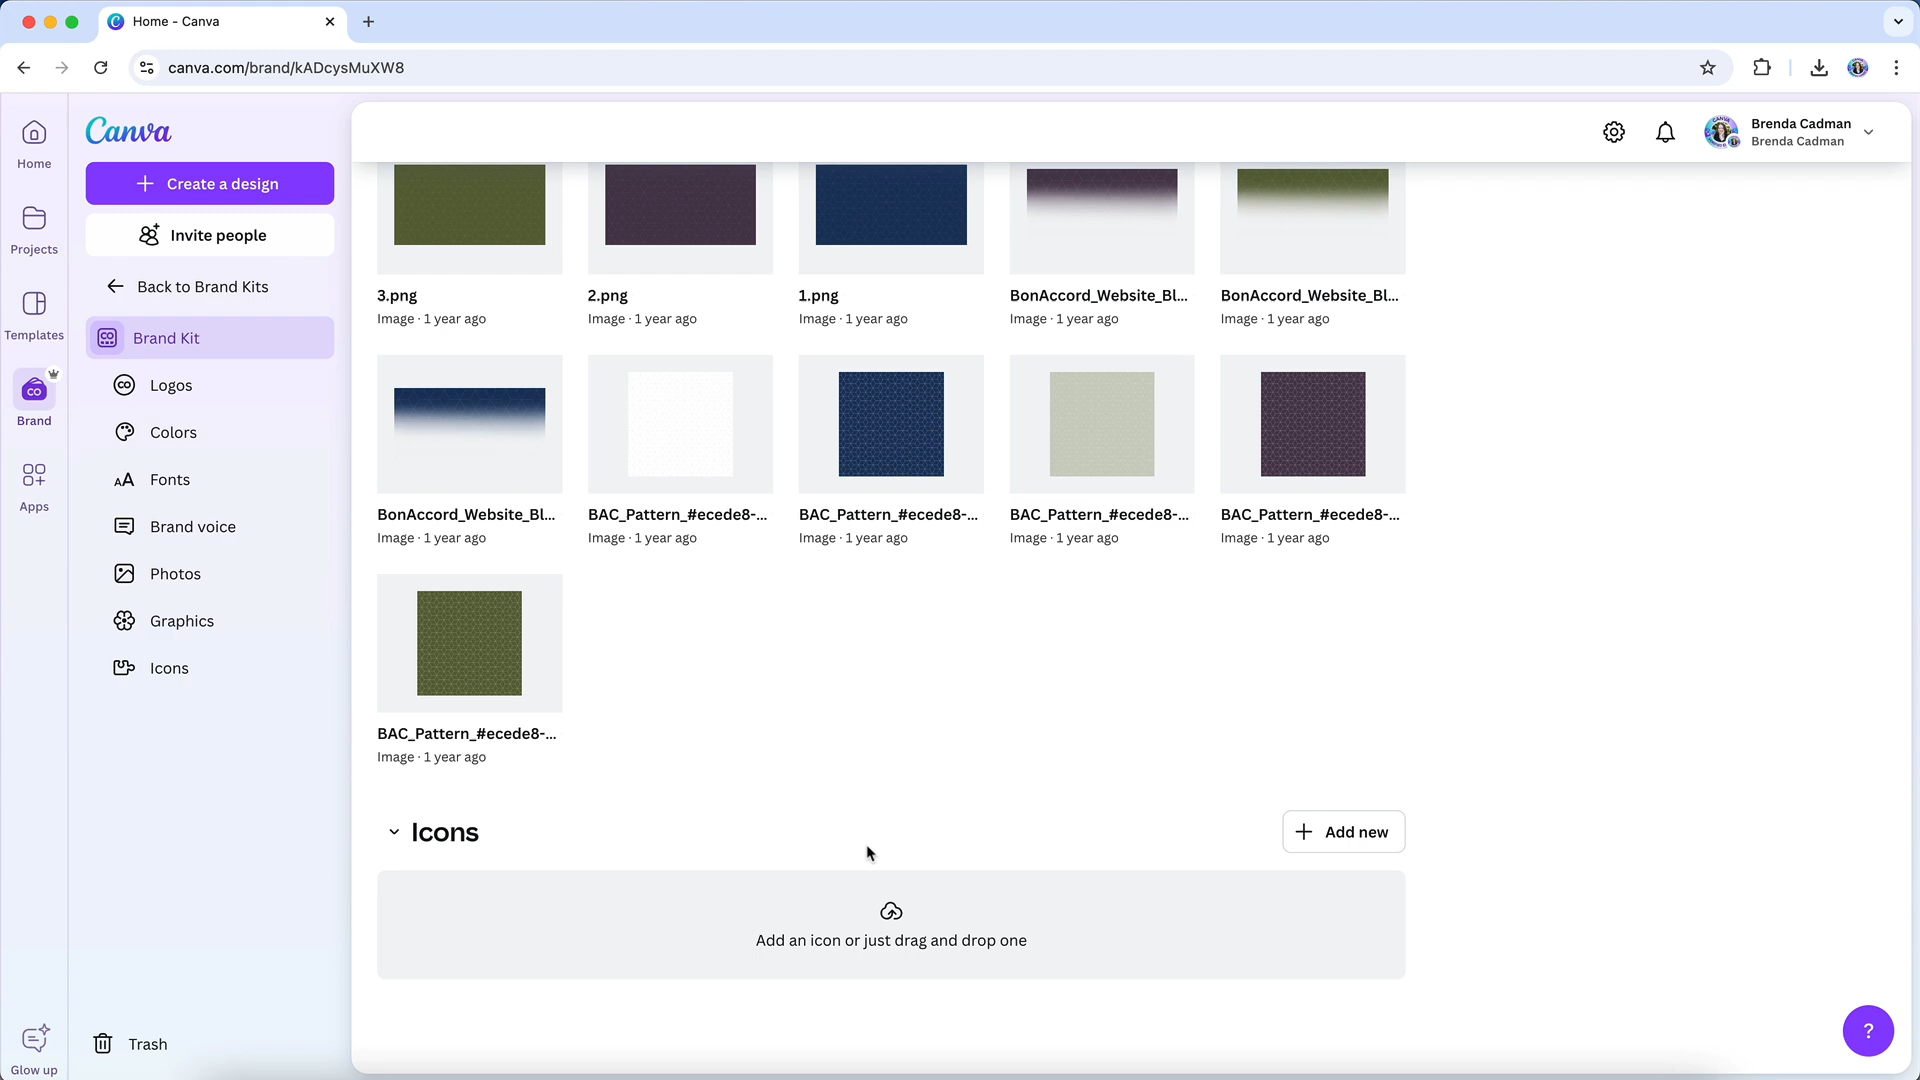 Home - Canva
canva.com/brand/kADcysMuXW8
Home
Projects
Templates
CO
Brand
Apps
Glow up
Canva
Create a design
Invite people
Back to Brand Kits
CO
Brand Kit
CO
Logos
Colors
AA
Fonts
Brand voice
Photos
Graphics
Icons
Trash
Brenda Cadman
Brenda Cadman
3.png
Image · 1 year ago
2.png
Image · 1 year ago
1.png
Image · 1 year ago
BonAccord_Website_Bl...
Image · 1 year ago
BonAccord_Website_Bl...
Image · 1 year ago
BonAccord_Website_Bl...
Image · 1 year ago
BAC_Pattern_#ecede8-...
Image · 1 year ago
BAC_Pattern_#ecede8-...
Image · 1 year ago
BAC_Pattern_#ecede8-...
Image · 1 year ago
BAC_Pattern_#ecede8-...
Image · 1 year ago
BAC_Pattern_#ecede8-...
Image · 1 year ago
Icons
Add new
Add an icon or just drag and drop one
?